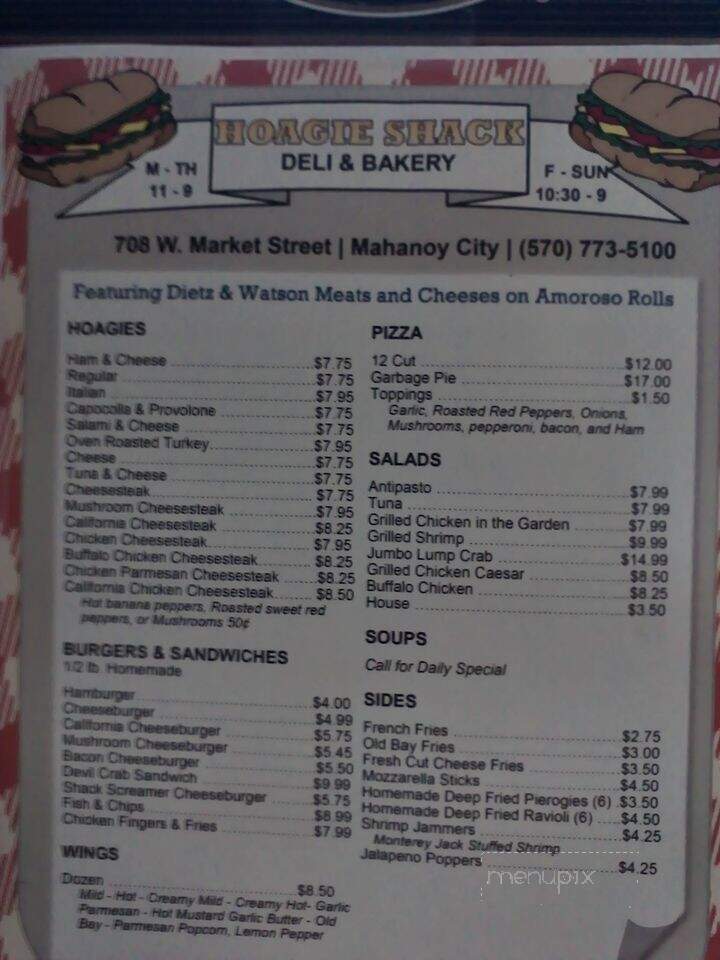 HOAGIE SHACK
DELI & BAKERY
M - TH
11 - 9
F - SUN
10:30 - 9
708 W. Market Street | Mahanoy City | (570) 773-5100
Featuring Dietz & Watson Meats and Cheeses on Amoroso Rolls
HOAGIES
Ham & Cheese $7.75
Regular $7.75
Italian $7.95
Capocolla & Provolone $7.75
Salami & Cheese $7.75
Oven Roasted Turkey $7.95
Cheese $7.75
Tuna & Cheese $7.75
Cheesesteak $7.75
Mushroom Cheesesteak $7.95
California Cheesesteak $8.25
Chicken Cheesesteak $7.95
Buffalo Chicken Cheesesteak $8.25
Chicken Parmesan Cheesesteak $8.25
California Chicken Cheesesteak $8.50
Hot banana peppers, Roasted sweet red
peppers, or Mushrooms 50¢
BURGERS & SANDWICHES
1/2 lb. Homemade
Hamburger $4.00
Cheeseburger $4.99
California Cheeseburger $5.75
Mushroom Cheeseburger $5.45
Bacon Cheeseburger $5.50
Devil Crab Sandwich $9.99
Shack Screamer Cheeseburger $5.75
Fish & Chips $8.99
Chicken Fingers & Fries $7.99
WINGS
Dozen $8.50
Mild - Hot - Creamy Mild - Creamy Hot- Garlic
Parmesan - Hot Mustard Garlic Butter - Old
Bay - Parmesan Popcorn, Lemon Pepper
PIZZA
12 Cut $12.00
Garbage Pie $17.00
Toppings $1.50
Garlic, Roasted Red Peppers, Onions,
Mushrooms, pepperoni, bacon, and Ham
SALADS
Antipasto $7.99
Tuna $7.99
Grilled Chicken in the Garden $7.99
Grilled Shrimp $9.99
Jumbo Lump Crab $14.99
Grilled Chicken Caesar $8.50
Buffalo Chicken $8.25
House $3.50
SOUPS
Call for Daily Special
SIDES
French Fries $2.75
Old Bay Fries $3.00
Fresh Cut Cheese Fries $3.50
Mozzarella Sticks $4.50
Homemade Deep Fried Pierogies (6) $3.50
Homemade Deep Fried Ravioli (6) $4.50
Shrimp Jammers $4.25
Monterey Jack Stuffed Shrimp
Jalapeno Poppers $4.25
menupix